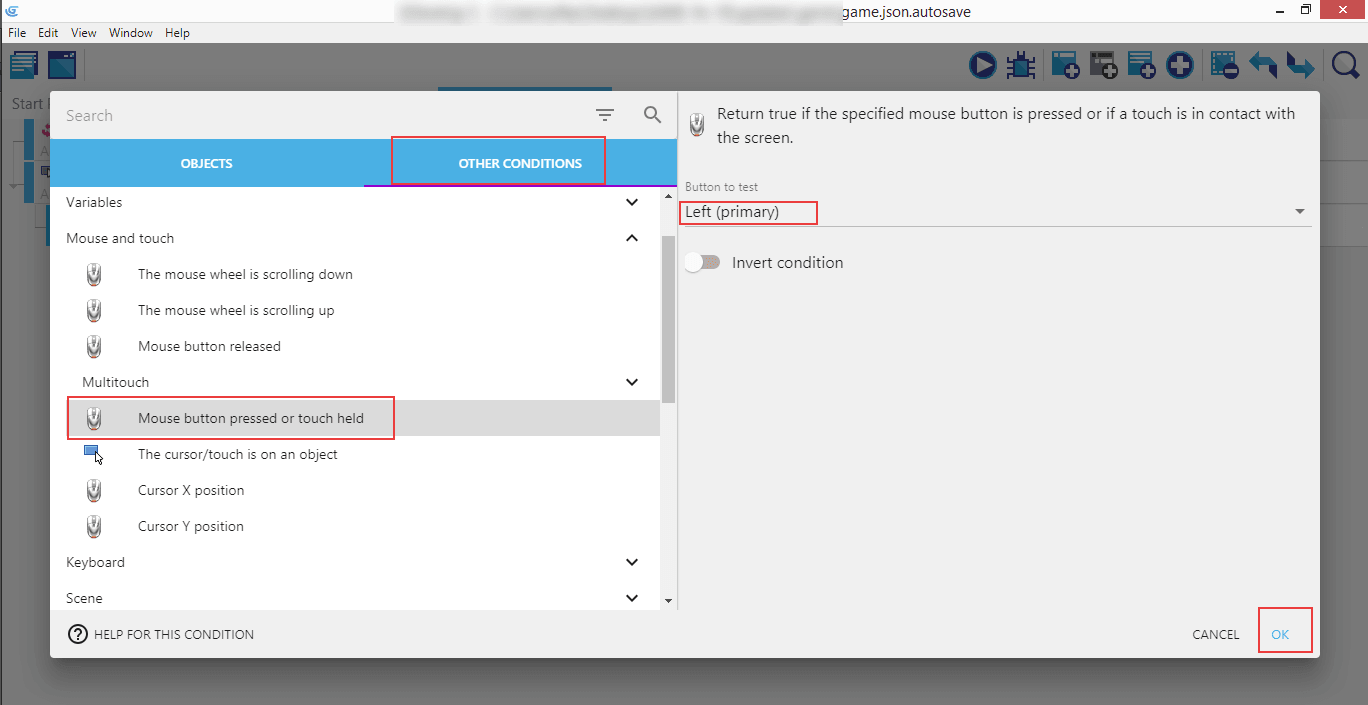 game.json.autosave
File Edit View Window Help
Start
Search
OBJECTS
OTHER CONDITIONS
Variables
Mouse and touch
The mouse wheel is scrolling down
The mouse wheel is scrolling up
Mouse button released
Multitouch
Mouse button pressed or touch held
The cursor/touch is on an object
Cursor X position
Cursor Y position
Keyboard
Scene
HELP FOR THIS CONDITION
Return true if the specified mouse button is pressed or if a touch is in contact with
the screen.
Button to test
Left (primary)
Invert condition
CANCEL
OK